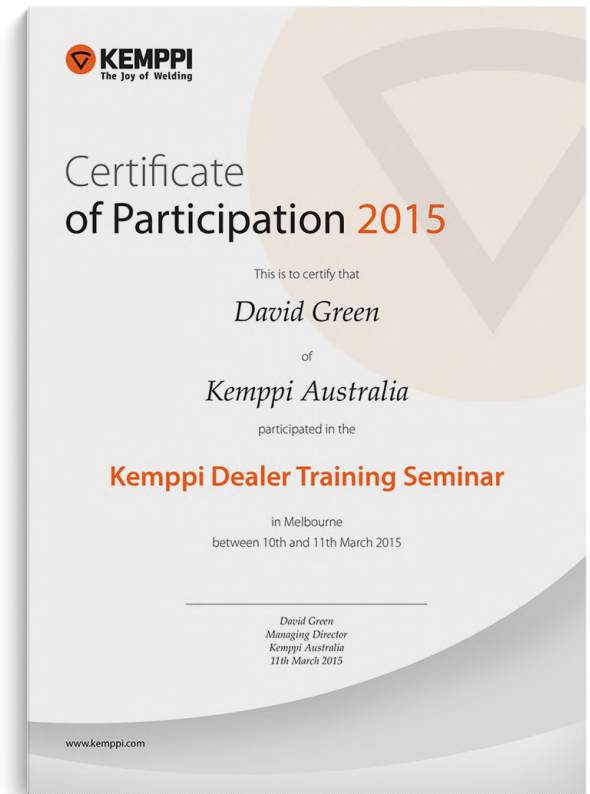 KEMPPI
The Joy of Welding
Certificate
of Participation 2015
This is to certify that
David Green
of
Kemppi Australia
participated in the
Kemppi Dealer Training Seminar
in Melbourne
between 10th and 11th March 2015
David Green
Managing Director
Kemppi Australia
11th March 2015
www.kemppi.com